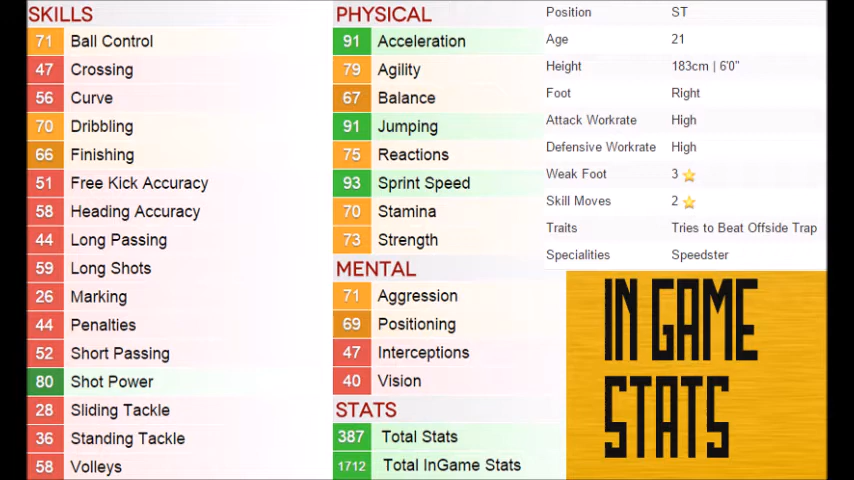 SKILLS
71 Ball Control
47 Crossing
56 Curve
70 Dribbling
66 Finishing
51 Free Kick Accuracy
58 Heading Accuracy
44 Long Passing
59 Long Shots
26 Marking
44 Penalties
52 Short Passing
80 Shot Power
28 Sliding Tackle
36 Standing Tackle
58 Volleys
PHYSICAL
91 Acceleration
79 Agility
67 Balance
91 Jumping
75 Reactions
93 Sprint Speed
70 Stamina
73 Strength
MENTAL
71 Aggression
69 Positioning
47 Interceptions
40 Vision
STATS
387 Total Stats
1712 Total InGame Stats
Position ST
Age 21
Height 183cm | 6'0"
Foot Right
Attack Workrate High
Defensive Workrate High
Weak Foot 3
Skill Moves 2
Traits Tries to Beat Offside Trap
Specialities Speedster
IN GAME
STATS